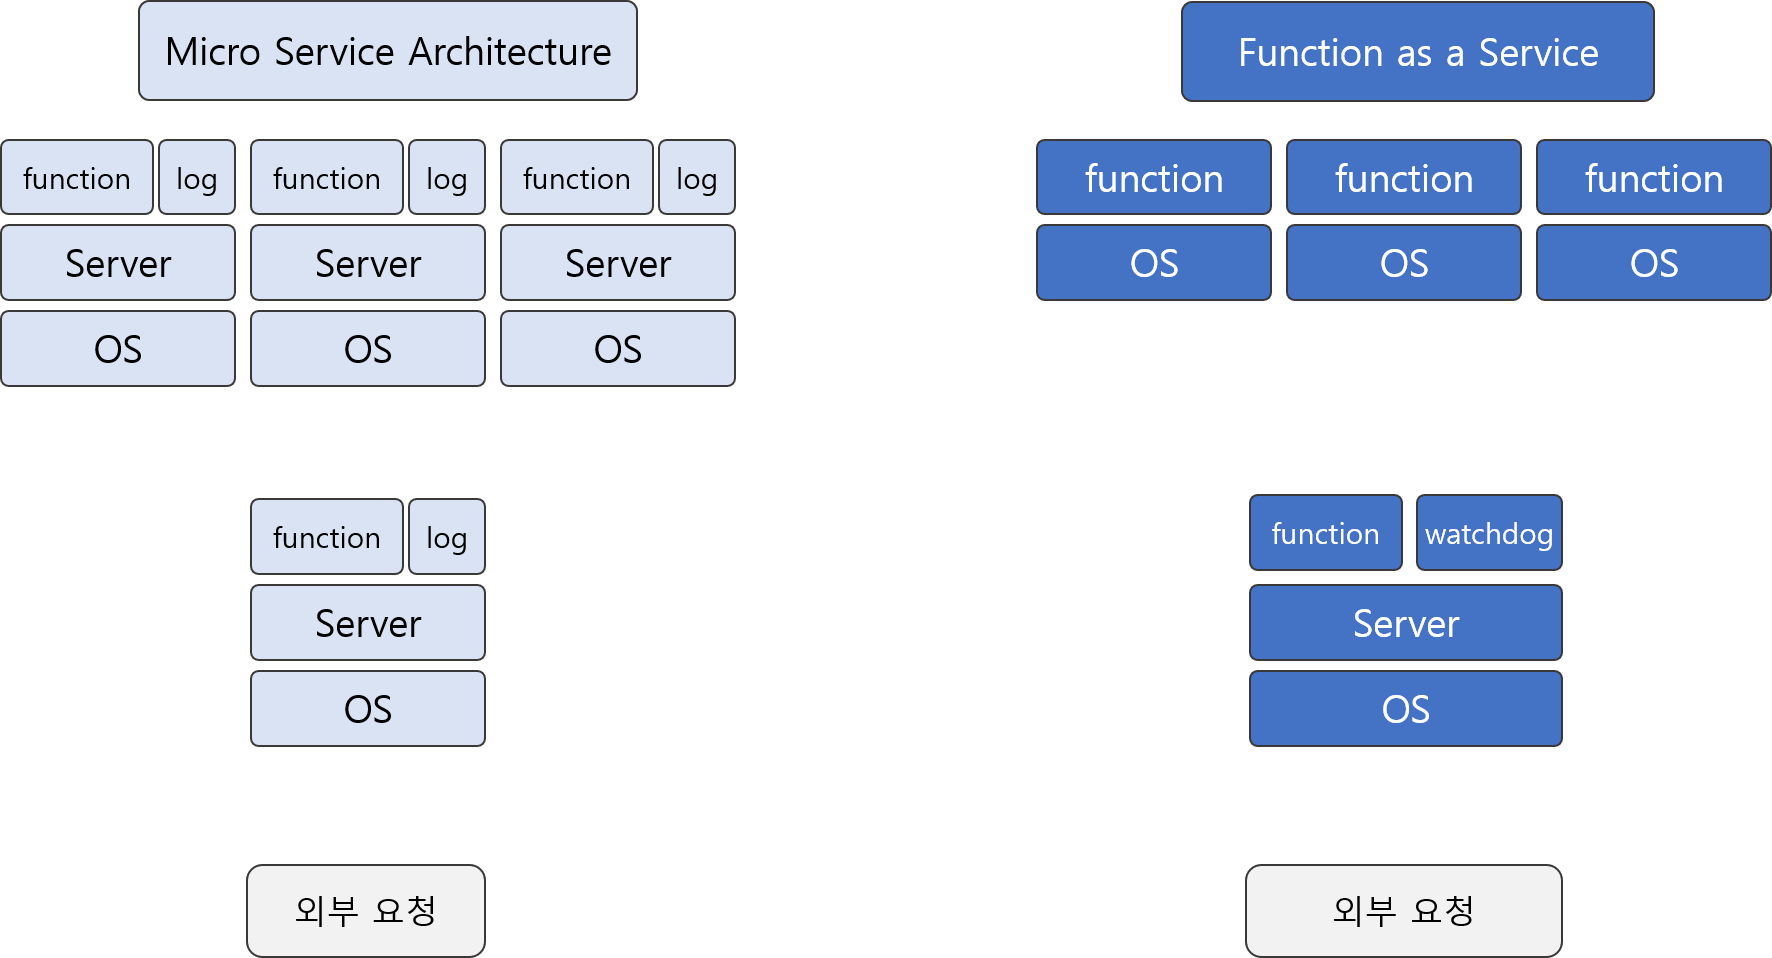 Micro Service Architecture
function log function log function log
Server Server Server
OS OS OS
function log
Server
OS
외부 요청
Function as a Service
function function function
OS OS OS
function watchdog
Server
OS
외부 요청